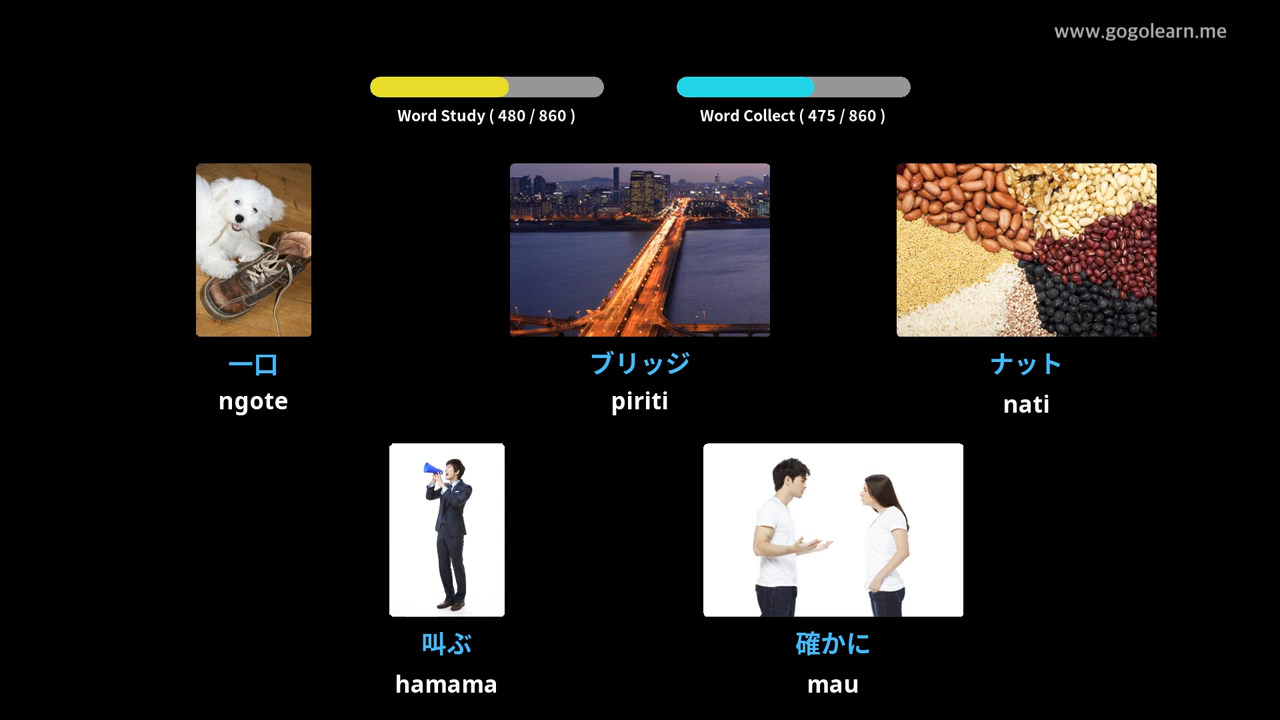 www.gogolearn.me
Word Study ( 480 / 860 )
Word Collect ( 475 / 860 )
一口
ブリッジ
ナット
ngote
piriti
nati
叫ぶ
確かに
hamama
mau